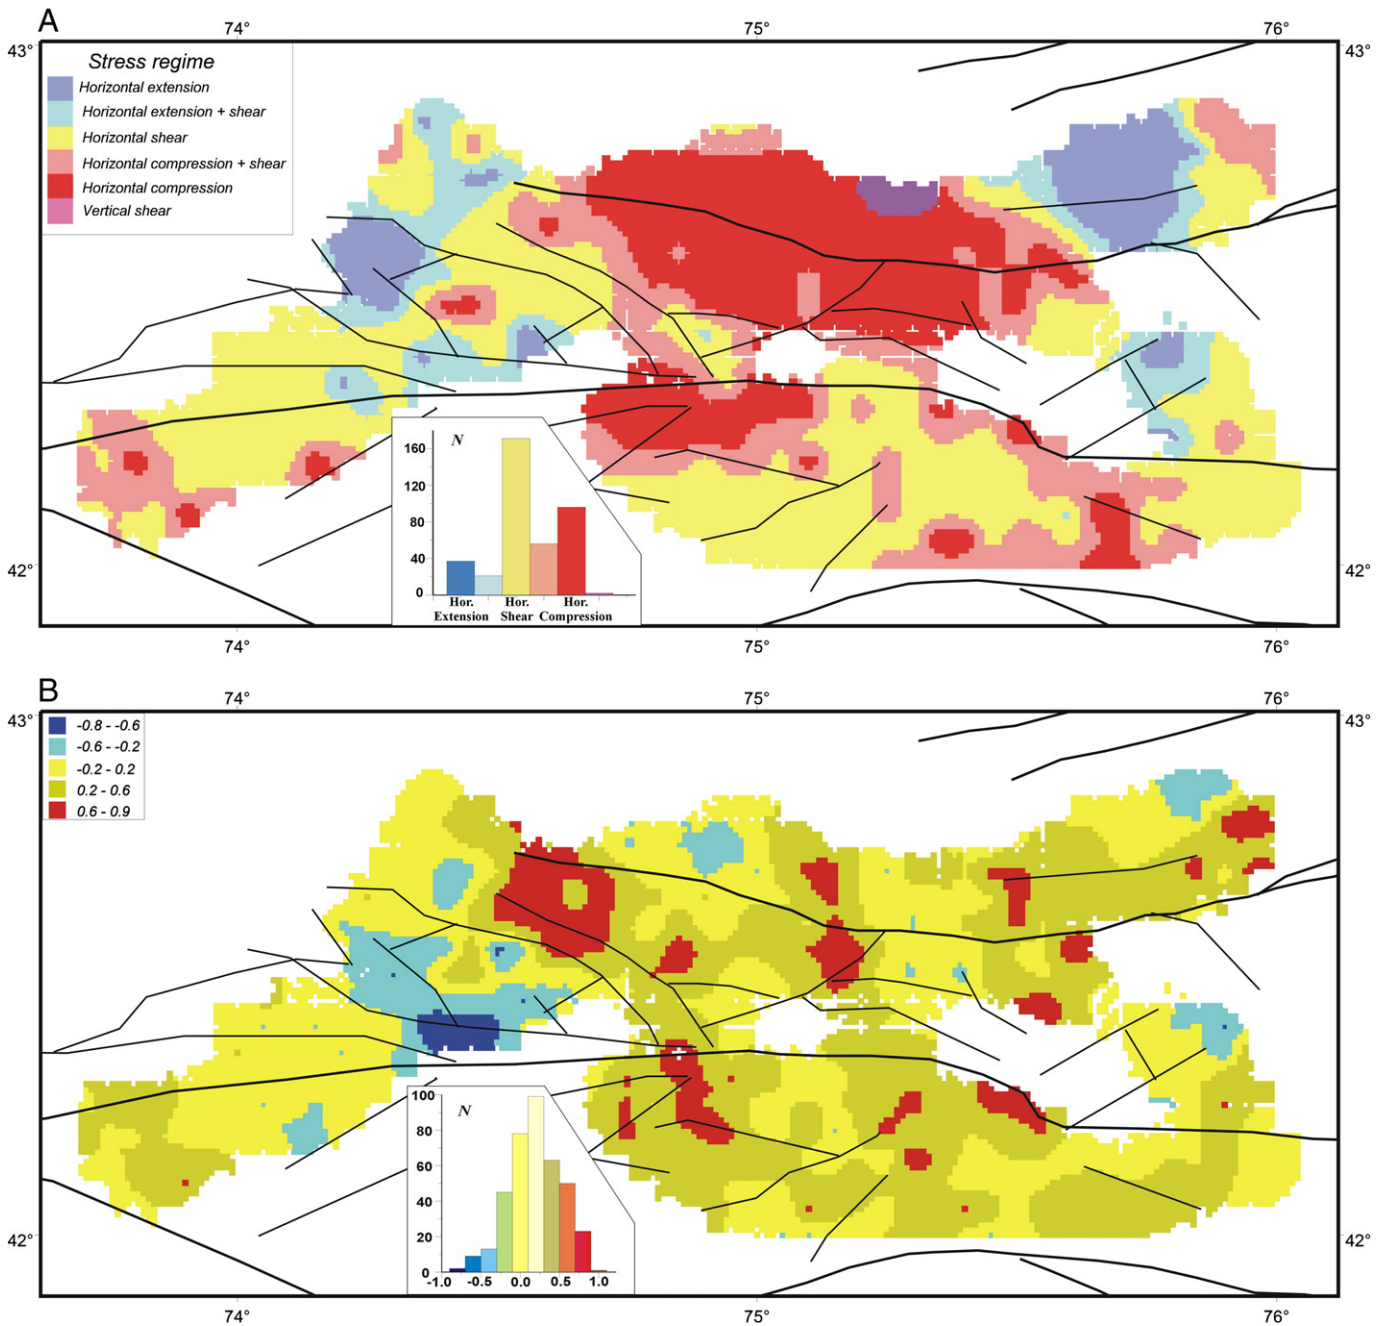 A
74° 75° 76°
43° 43°
Stress regime
Horizontal extension
Horizontal extension + shear
Horizontal shear
Horizontal compression + shear
Horizontal compression
Vertical shear
N
160
120
80
40
0
Hor. Hor. Hor.
Extension Shear Compression
42° 42°
74° 75° 76°
B
74° 75° 76°
43° 43°
-0.8 - -0.6
-0.6 - -0.2
-0.2 - 0.2
0.2 - 0.6
0.6 - 0.9
N
100
80
60
40
20
0
-1.0 -0.5 0.0 0.5 1.0
42° 42°
74° 75° 76°